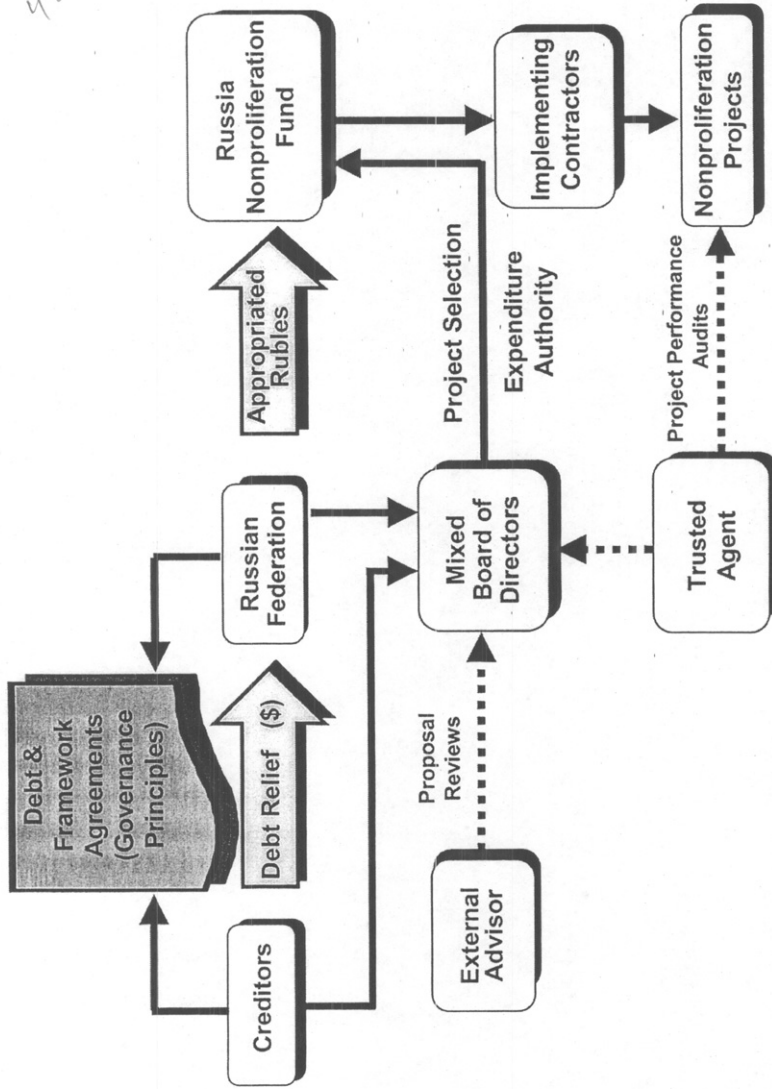 Debt &
Framework
Agreements
(Governance
Principles)
Creditors
Debt Relief ($)
Russian
Federation
Appropriated
Rubles
Russia
Nonproliferation
Fund
Proposal
Reviews
External
Advisor
Mixed
Board of
Directors
Project Selection
Expenditure
Authority
Implementing
Contractors
Trusted
Agent
Project Performance
Audits
Nonproliferation
Projects